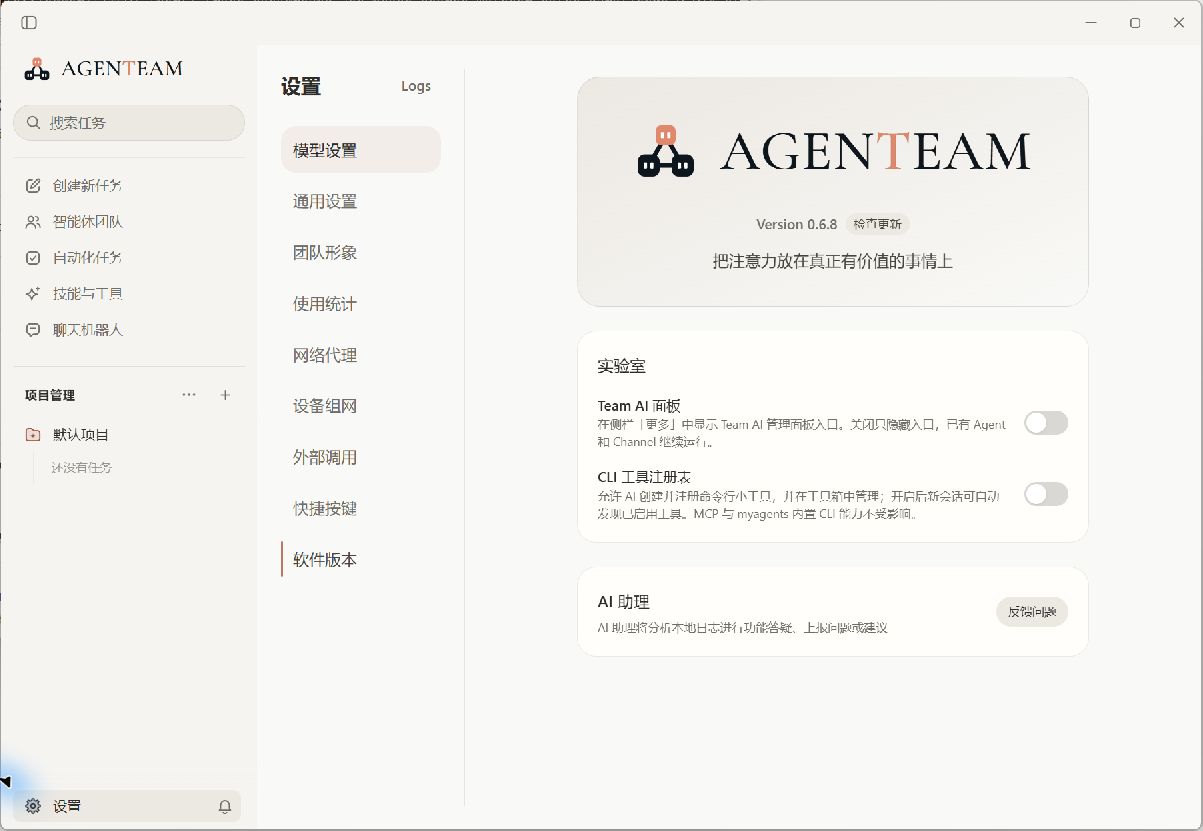 AGENTEAM
搜索任务
创建新任务
智能体团队
自动化任务
技能与工具
聊天机器人
项目管理
默认项目
还没有任务
设置
设置
Logs
模型设置
通用设置
团队形象
使用统计
网络代理
设备组网
外部调用
快捷按键
软件版本
AGENTEAM
Version 0.6.8 检查更新
把注意力放在真正有价值的事情上
实验室
Team AI 面板
在侧栏「更多」中显示 Team AI 管理面板入口。关闭只隐藏入口，已有 Agent
和 Channel 继续运行。
CLI 工具注册表
允许 AI 创建并注册命令行小工具，并在工具箱中管理；开启后新会话可自动
发现已启用工具。MCP 与 myagents 内置 CLI 能力不受影响。
AI 助理
AI 助理将分析本地日志进行功能答疑、上报问题或建议
反馈问题